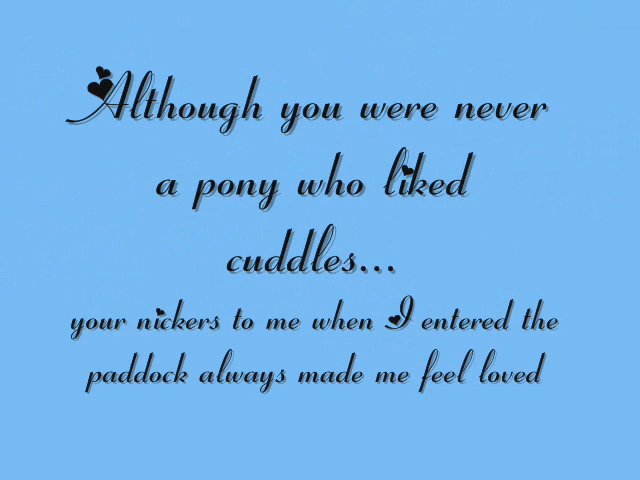 Although you were never
a pony who liked
cuddles...
your nickers to me when I entered the
paddock always made me feel loved